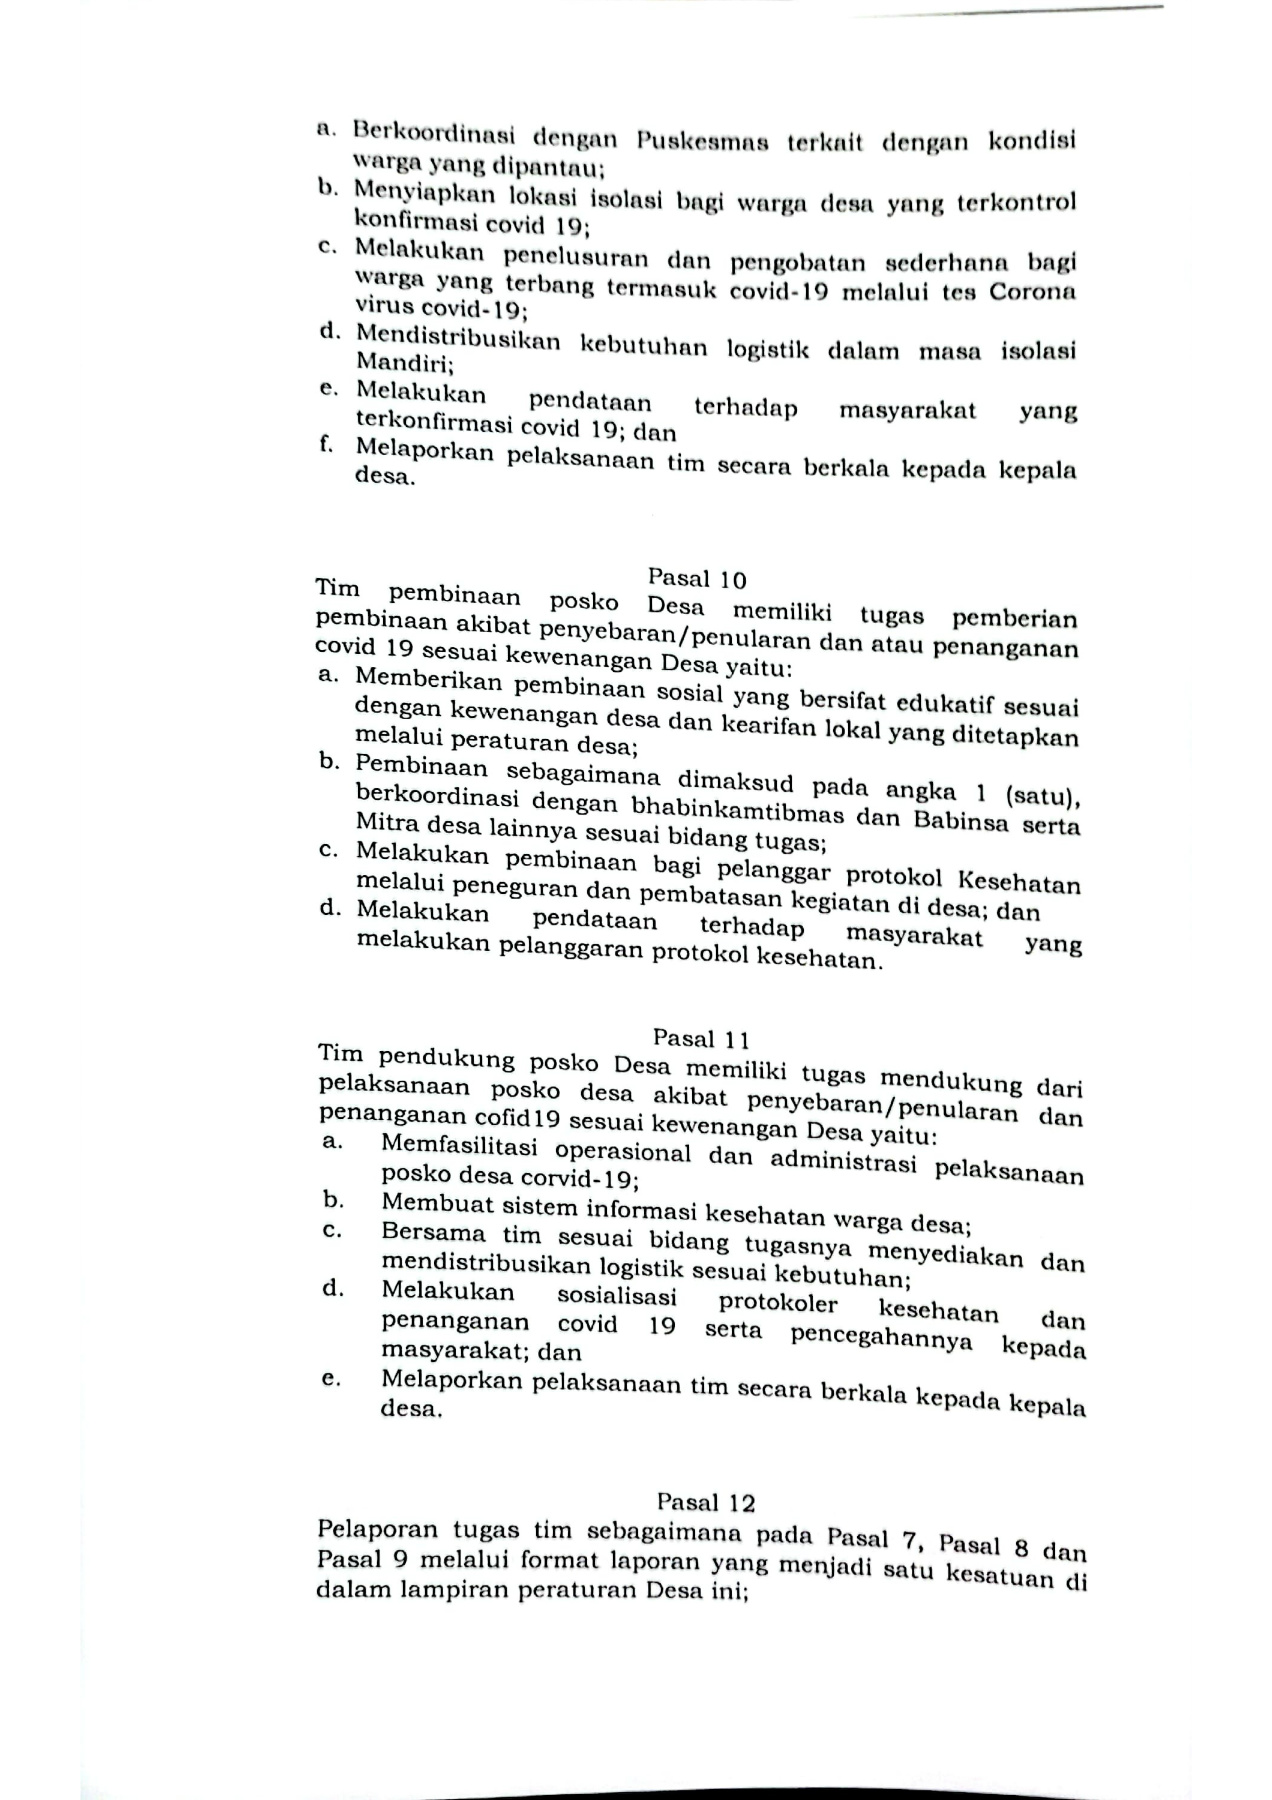 a. Berkoordinasi dengan Puskesmas terkait dengan kondisi
warga yang dipantau;
b. Menyiapkan lokasi isolasi bagi warga desa yang terkontrol
konfirmasi covid 19;
c. Melakukan penelusuran dan pengobatan sederhana bagi
warga yang terbang termasuk covid-19 melalui tes Corona
virus covid-19;
d. Mendistribusikan kebutuhan logistik dalam masa isolasi
Mandiri;
e. Melakukan pendataan terhadap masyarakat yang
terkonfirmasi covid 19; dan
f. Melaporkan pelaksanaan tim secara berkala kepada kepala
desa.
Pasal 10
Tim pembinaan posko Desa memiliki tugas pemberian
pembinaan akibat penyebaran/penularan dan atau penanganan
covid 19 sesuai kewenangan Desa yaitu:
a. Memberikan pembinaan sosial yang bersifat edukatif sesuai
dengan kewenangan desa dan kearifan lokal yang ditetapkan
melalui peraturan desa;
b. Pembinaan sebagaimana dimaksud pada angka 1 (satu),
berkoordinasi dengan bhabinkamtibmas dan Babinsa serta
Mitra desa lainnya sesuai bidang tugas;
c. Melakukan pembinaan bagi pelanggar protokol Kesehatan
melalui peneguran dan pembatasan kegiatan di desa; dan
d. Melakukan pendataan terhadap masyarakat yang
melakukan pelanggaran protokol kesehatan.
Pasal 11
Tim pendukung posko Desa memiliki tugas mendukung dari
pelaksanaan posko desa akibat penyebaran/penularan dan
penanganan cofid19 sesuai kewenangan Desa yaitu:
a. Memfasilitasi operasional dan administrasi pelaksanaan
posko desa corvid-19;
b. Membuat sistem informasi kesehatan warga desa;
c. Bersama tim sesuai bidang tugasnya menyediakan dan
mendistribusikan logistik sesuai kebutuhan;
d. Melakukan sosialisasi protokoler kesehatan dan
penanganan covid 19 serta pencegahannya kepada
masyarakat; dan
e. Melaporkan pelaksanaan tim secara berkala kepada kepala
desa.
Pasal 12
Pelaporan tugas tim sebagaimana pada Pasal 7, Pasal 8 dan
Pasal 9 melalui format laporan yang menjadi satu kesatuan di
dalam lampiran peraturan Desa ini;